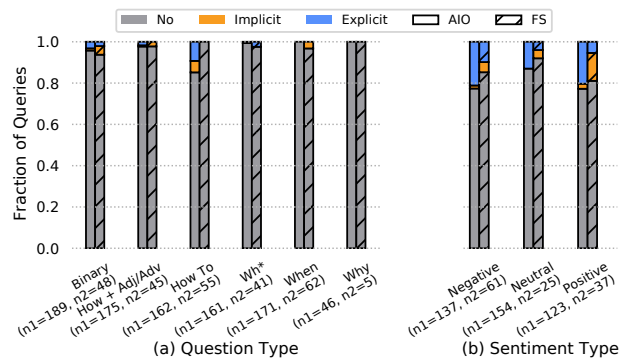 No Implicit Explicit AIO FS
Fraction of Queries
1.0
0.8
0.6
0.4
0.2
0.0
Binary
(n1=189, n2=48)
How + Adj/Adv
(n1=175, n2=45)
How To
(n1=162, n2=55)
Wh*
(n1=161, n2=41)
When
(n1=171, n2=62)
Why
(n1=46, n2=5)
Negative
(n1=137, n2=61)
Neutral
(n1=154, n2=25)
Positive
(n1=123, n2=37)
(a) Question Type
(b) Sentiment Type